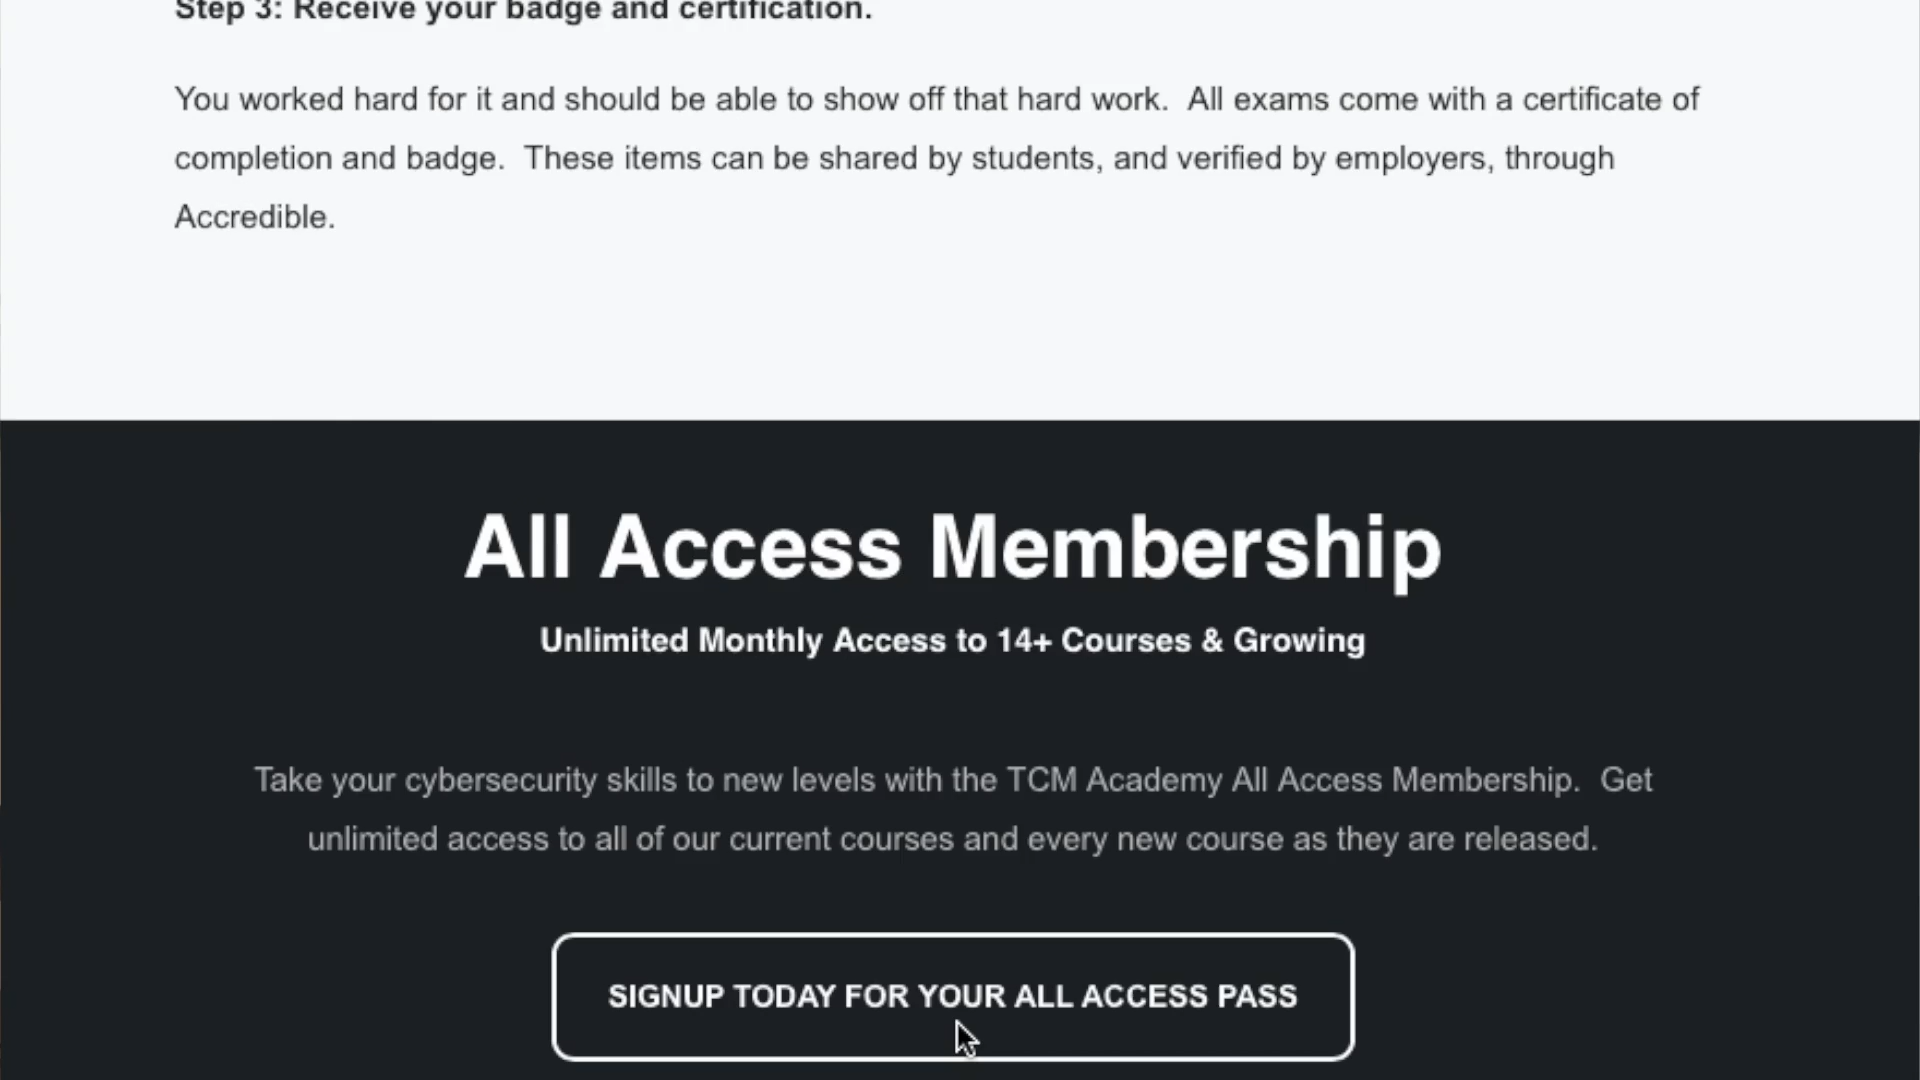 Step 3: Receive your badge and certification.
You worked hard for it and should be able to show off that hard work.  All exams come with a certificate of
completion and badge.  These items can be shared by students, and verified by employers, through
Accredible.
All Access Membership
Unlimited Monthly Access to 14+ Courses & Growing
Take your cybersecurity skills to new levels with the TCM Academy All Access Membership.  Get
unlimited access to all of our current courses and every new course as they are released.
SIGNUP TODAY FOR YOUR ALL ACCESS PASS